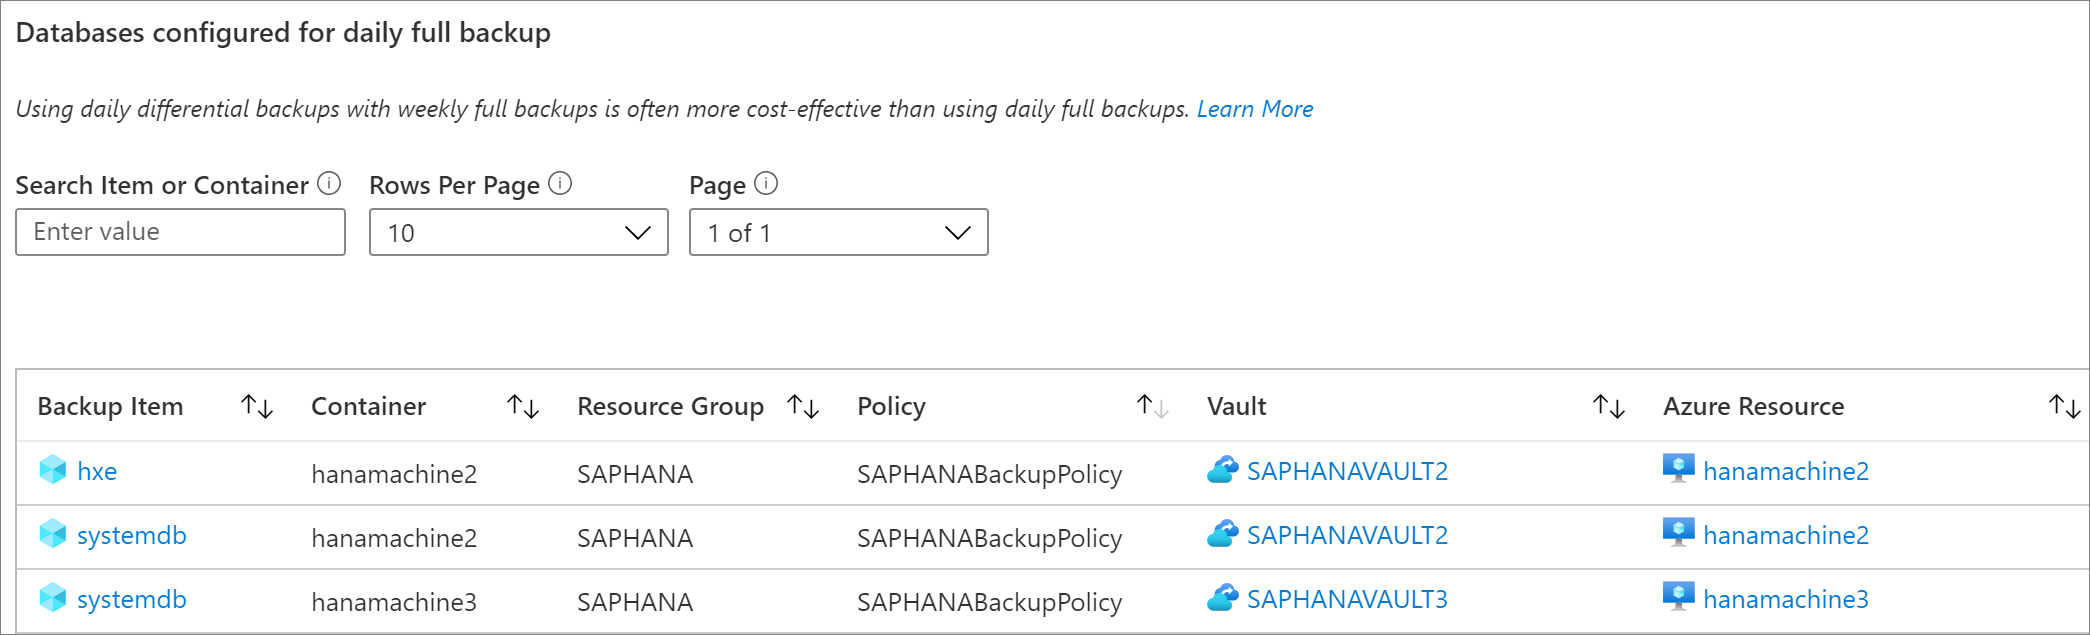 Databases configured for daily full backup
Using daily differential backups with weekly full backups is often more cost-effective than using daily full backups. Learn More
Search Item or Container Rows Per Page Page
Enter value 10 1 of 1
Backup Item Container Resource Group Policy Vault Azure Resource
hxe hanamachine2 SAPHANA SAPHANABackupPolicy SAPHANAVAULT2 hanamachine2
systemdb hanamachine2 SAPHANA SAPHANABackupPolicy SAPHANAVAULT2 hanamachine2
systemdb hanamachine3 SAPHANA SAPHANABackupPolicy SAPHANAVAULT3 hanamachine3